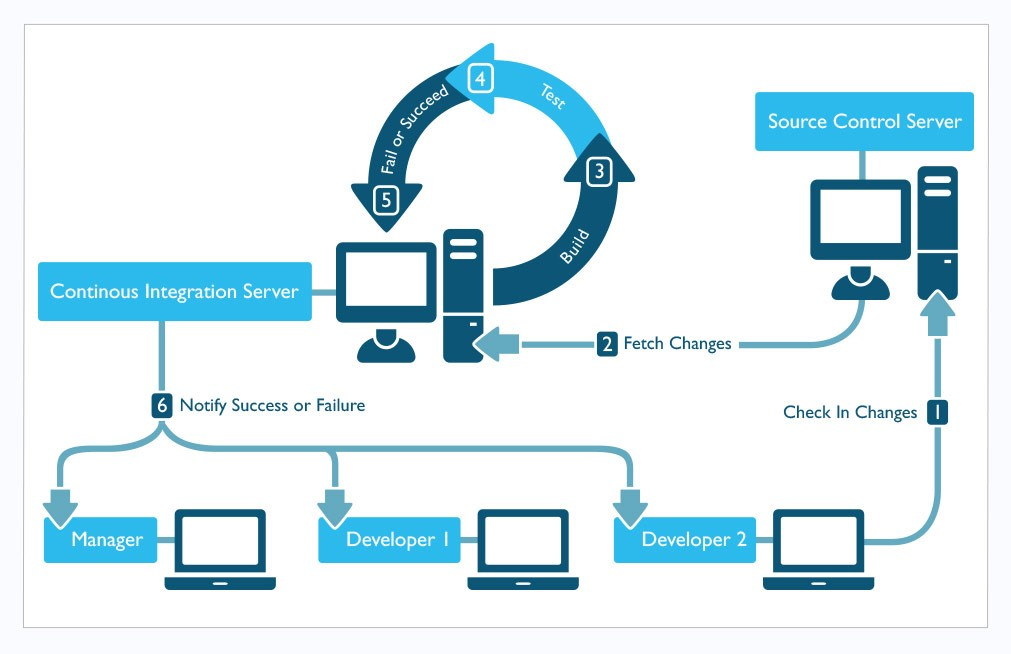 4
Test
Fail or Succeed
3
5
Build
Source Control Server
Continous Integration Server
2 Fetch Changes
6 Notify Success or Failure
Check In Changes 1
Manager
Developer 1
Developer 2